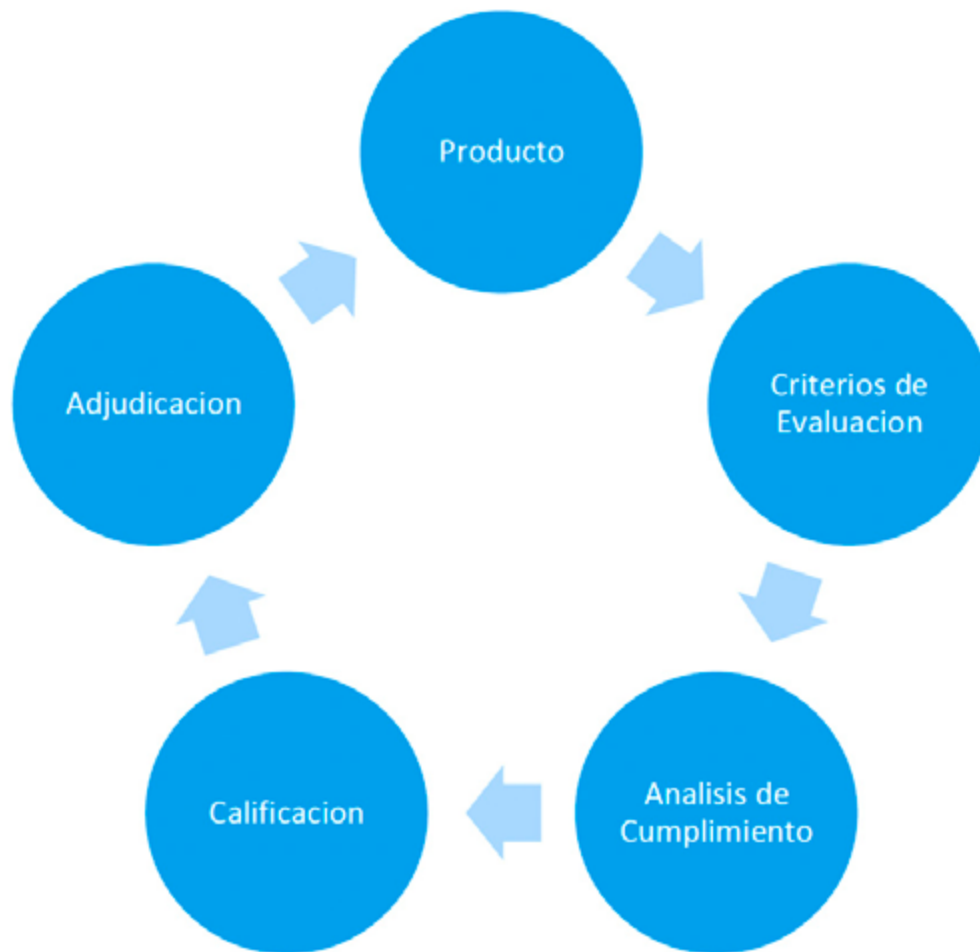 Producto
Criterios de
Evaluacion
Analisis de
Cumplimiento
Calificacion
Adjudicacion